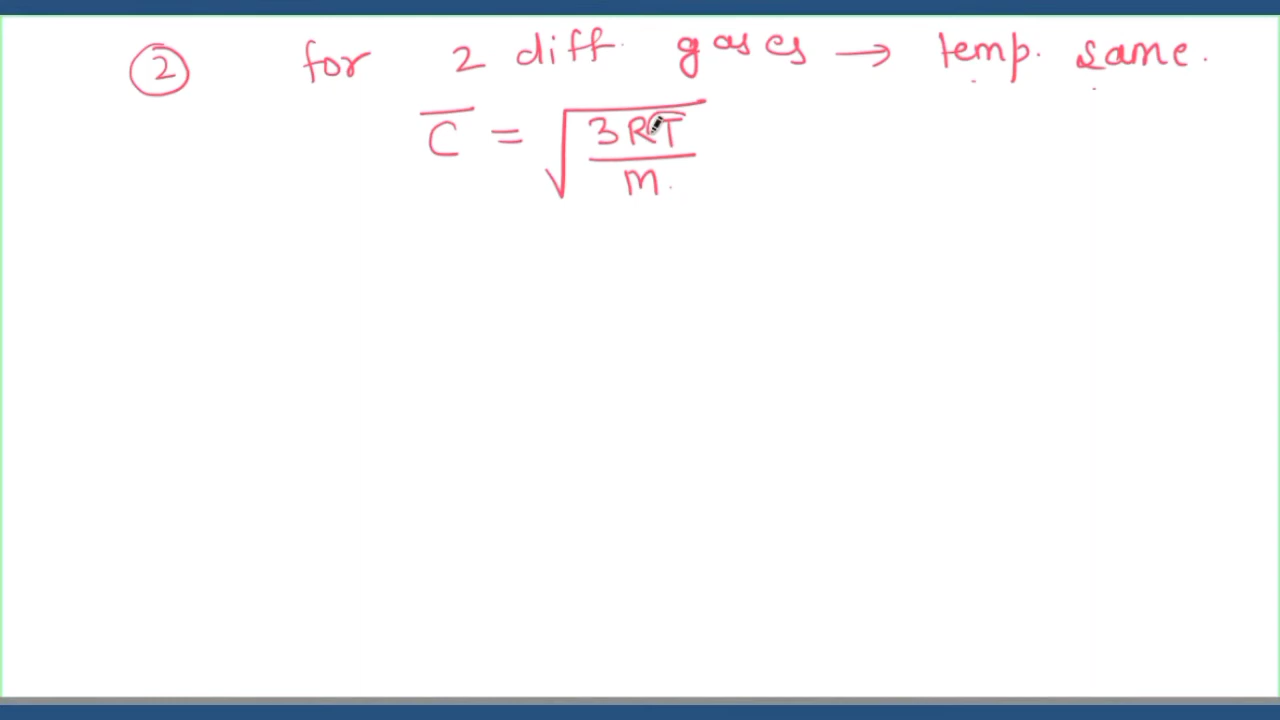 ② for 2 diff. gases → temp. same.
C̅ = √(3RT/M)